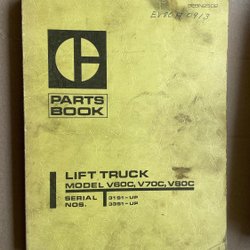 PARTS
BOOK
LIFT TRUCK
MODEL V60C, V70C, V80C
SERIAL
NOS.
3151-UP
3351-UP